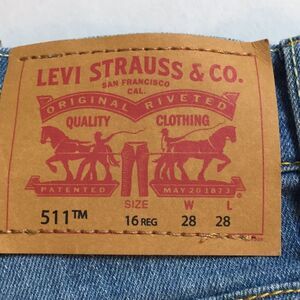 LEVI STRAUSS & CO.
SAN FRANCISCO
CAL.
ORIGINAL RIVETED
QUALITY CLOTHING
PATENTED MAY 20 1873
SIZE W L
511™ 16 REG 28 28